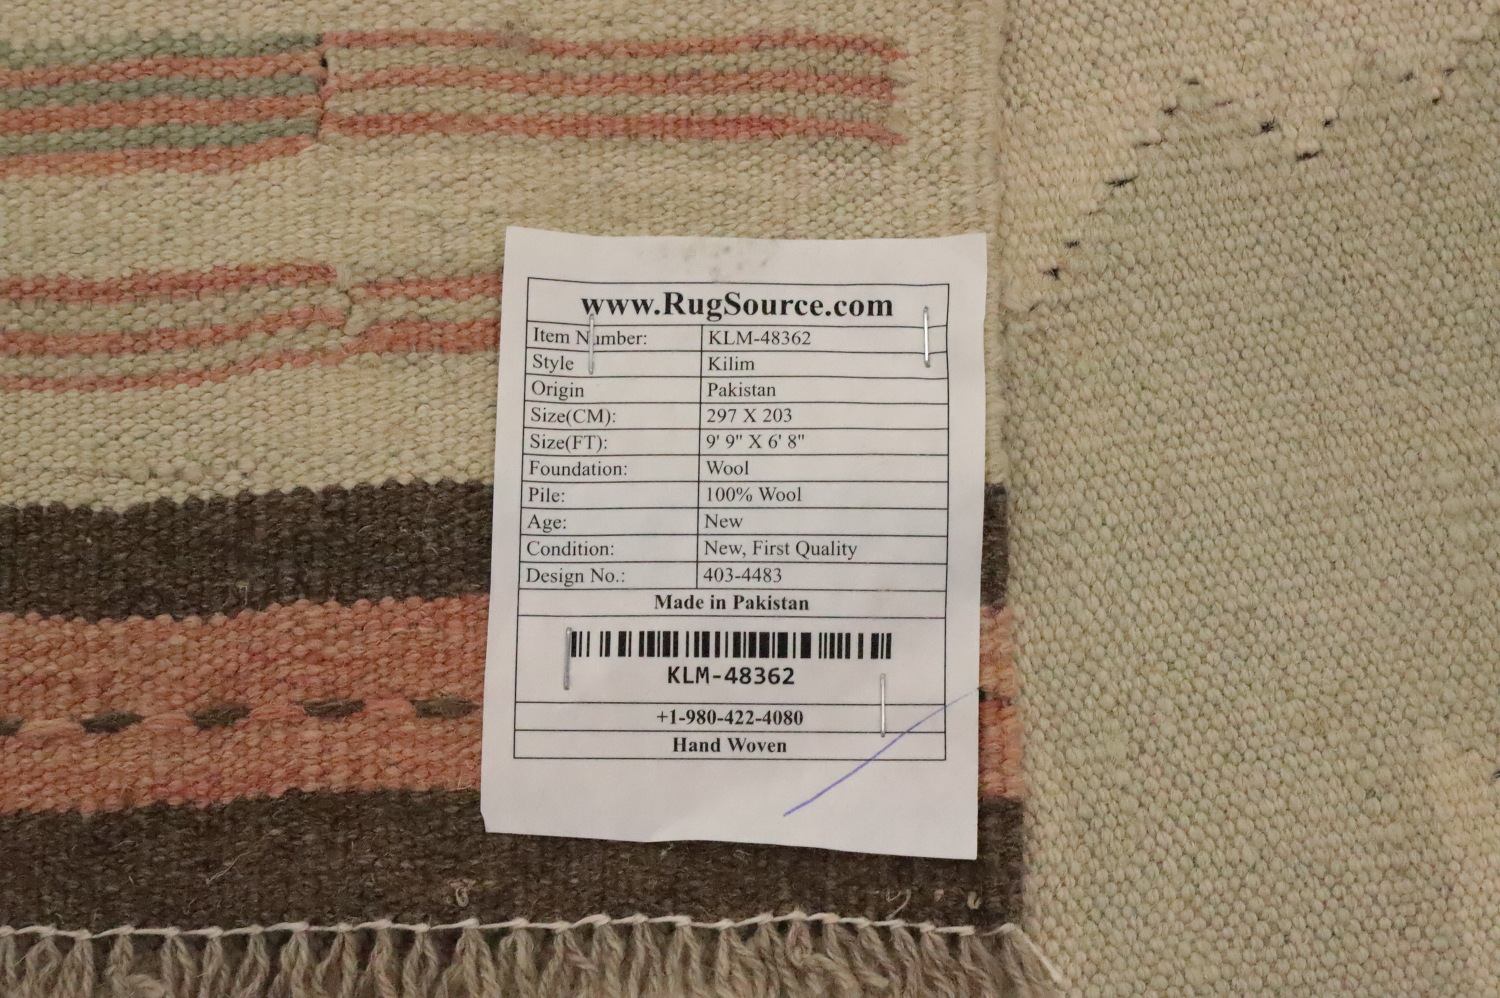 www.RugSource.com
Item Number: KLM-48362
Style Kilim
Origin Pakistan
Size(CM): 297 X 203
Size(FT): 9' 9" X 6' 8"
Foundation: Wool
Pile: 100% Wool
Age: New
Condition: New, First Quality
Design No.: 403-4483
Made in Pakistan
KLM-48362
+1-980-422-4080
Hand Woven